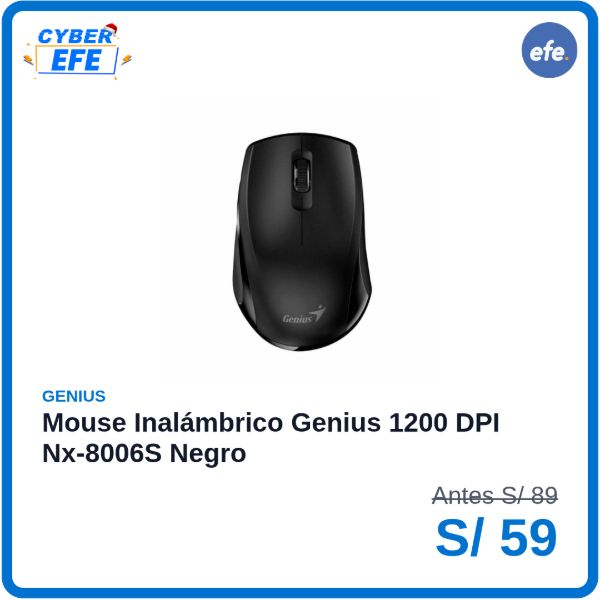 CYBER
EFE
efe.
Genius
GENIUS
Mouse Inalámbrico Genius 1200 DPI
Nx-8006S Negro
Antes S/ 89
S/ 59